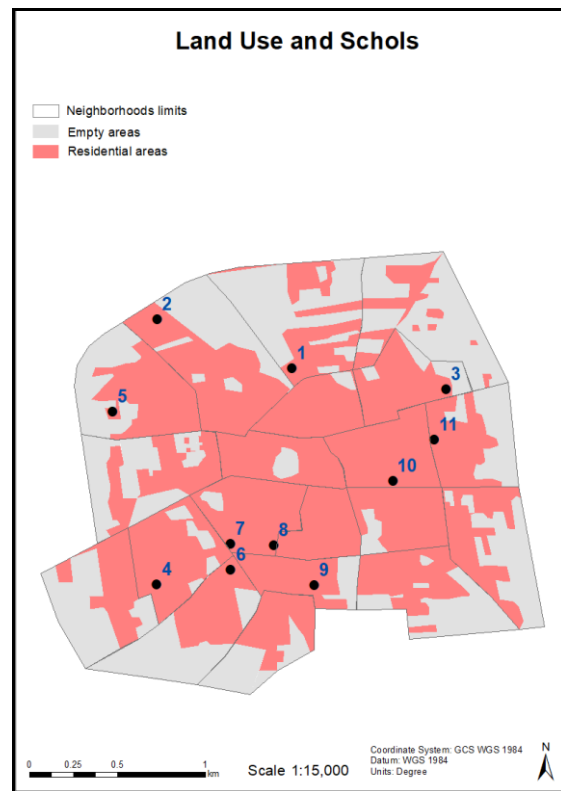 Land Use and Schols
Neighborhoods limits
Empty areas
Residential areas
2
1
3
5
11
10
7
8
6
4
9
Coordinate System: GCS WGS 1984
Datum: WGS 1984
Units: Degree
N
0 0.25 0.5 1
km
Scale 1:15,000